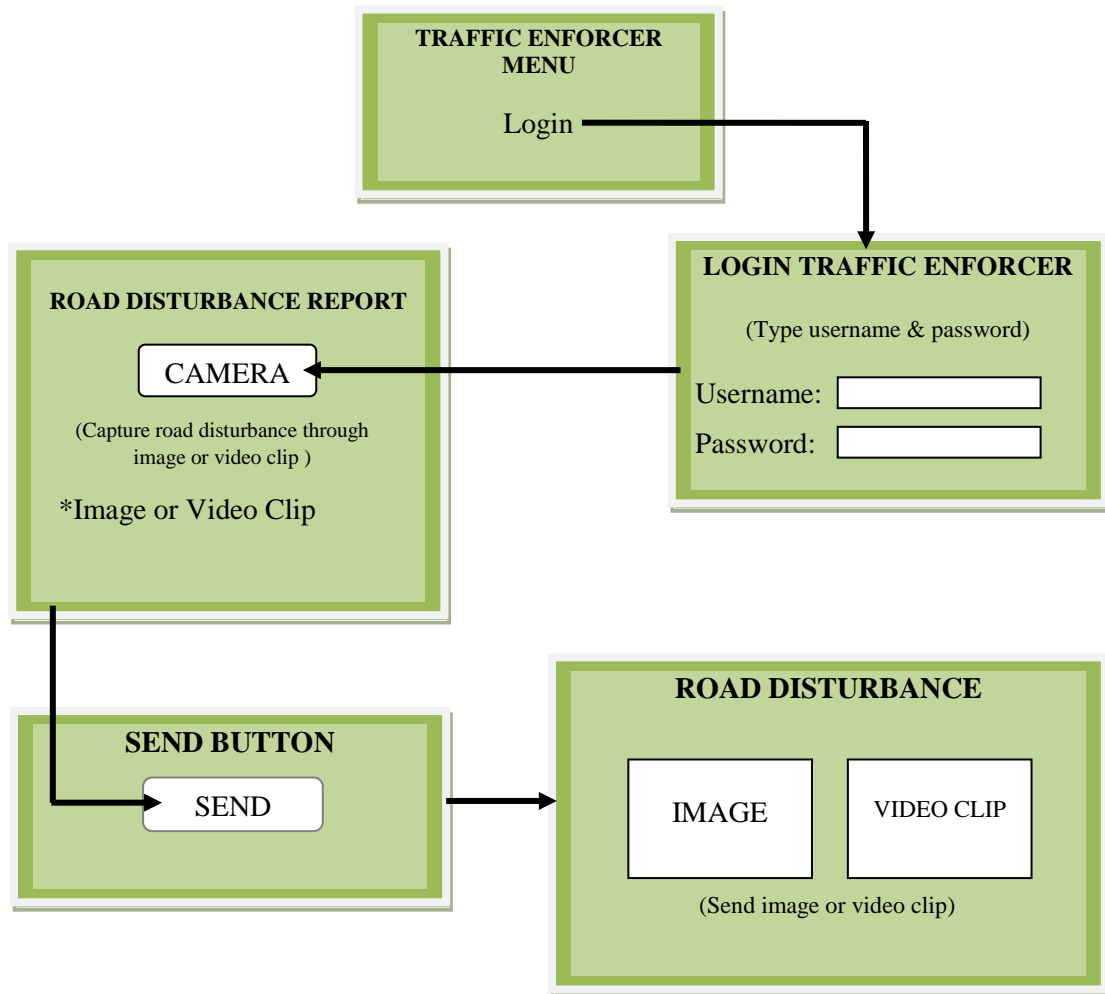 TRAFFIC ENFORCER
MENU
Login
LOGIN TRAFFIC ENFORCER
(Type username & password)
Username:
Password:
ROAD DISTURBANCE REPORT
CAMERA
(Capture road disturbance through
image or video clip )
*Image or Video Clip
SEND BUTTON
SEND
ROAD DISTURBANCE
IMAGE
VIDEO CLIP
(Send image or video clip)